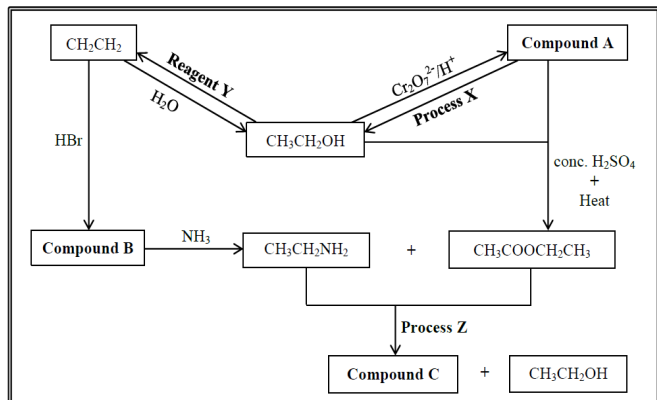 CH₂CH₂
Compound A
Reagent Y
H₂O
Cr₂O₇²⁻/H⁺
Process X
CH₃CH₂OH
HBr
conc. H₂SO₄
+
Heat
Compound B
NH₃
CH₃CH₂NH₂
+
CH₃COOCH₂CH₃
Process Z
Compound C
+
CH₃CH₂OH